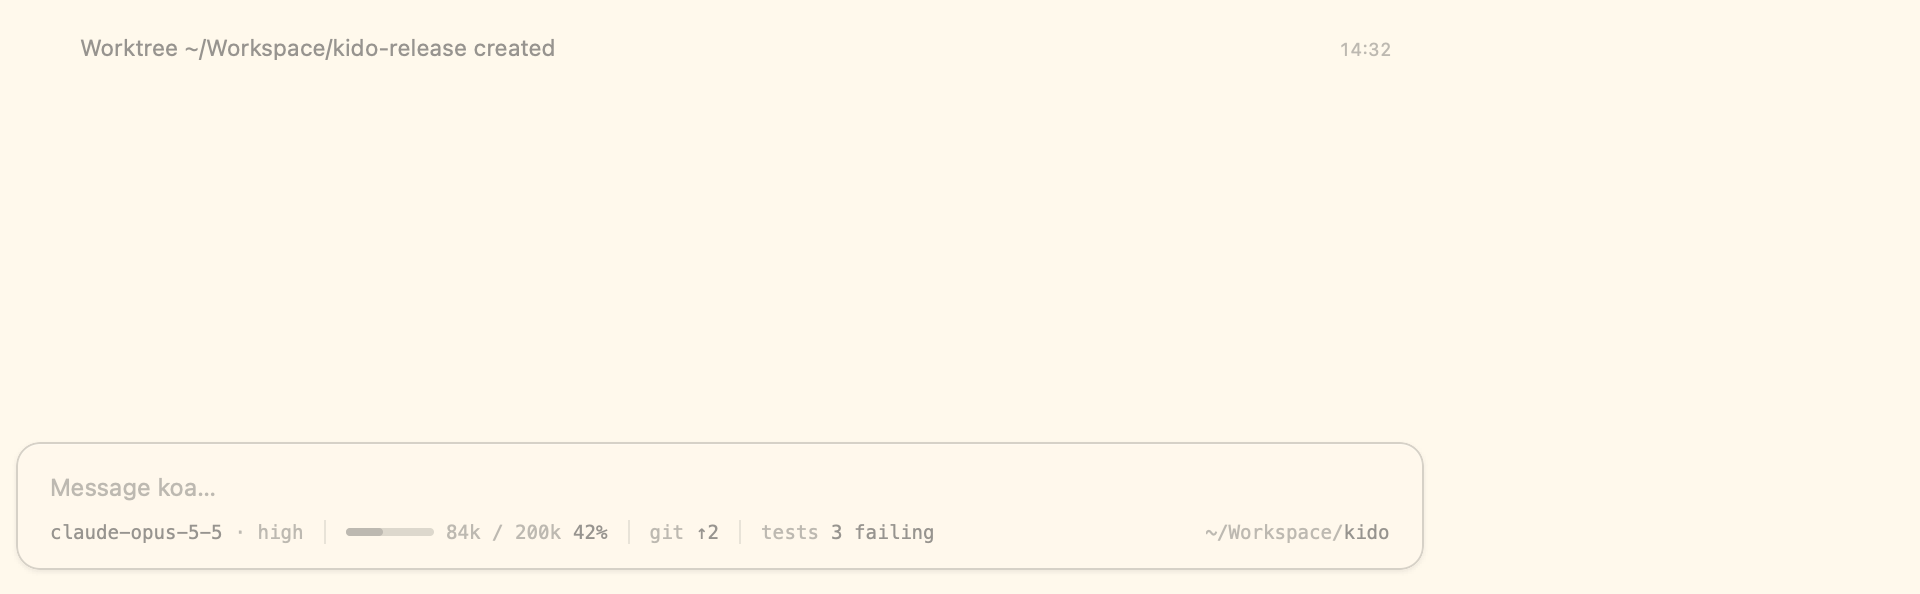 Worktree ~/Workspace/kido-release created 14:32
Message koa...
claude-opus-5-5 · high 84k / 200k 42% git ↑2 tests 3 failing ~/Workspace/kido